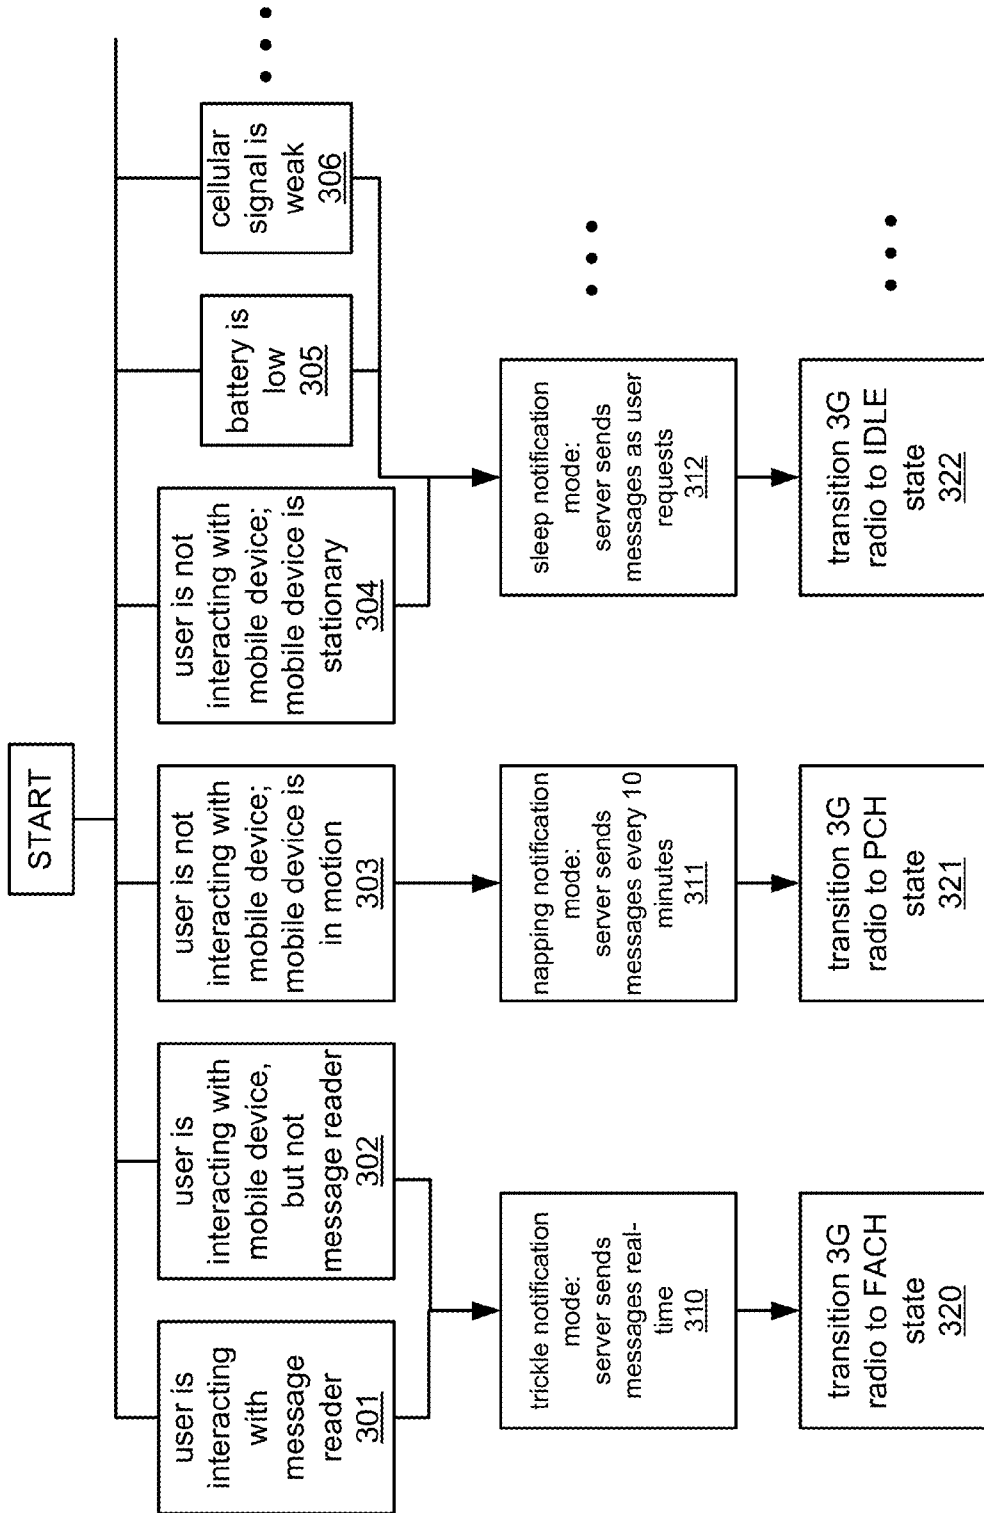 START
user is
interacting
with
message
reader
301
user is
interacting with
mobile device,
but not
message reader
302
user is not
interacting with
mobile device;
mobile device is
in motion
303
user is not
interacting with
mobile device;
mobile device is
stationary
304
battery is
low
305
cellular
signal is
weak
306
trickle notification
mode:
server sends
messages real-
time
310
napping notification
mode:
server sends
messages every 10
minutes
311
sleep notification
mode:
server sends
messages as user
requests
312
transition 3G
radio to FACH
state
320
transition 3G
radio to PCH
state
321
transition 3G
radio to IDLE
state
322